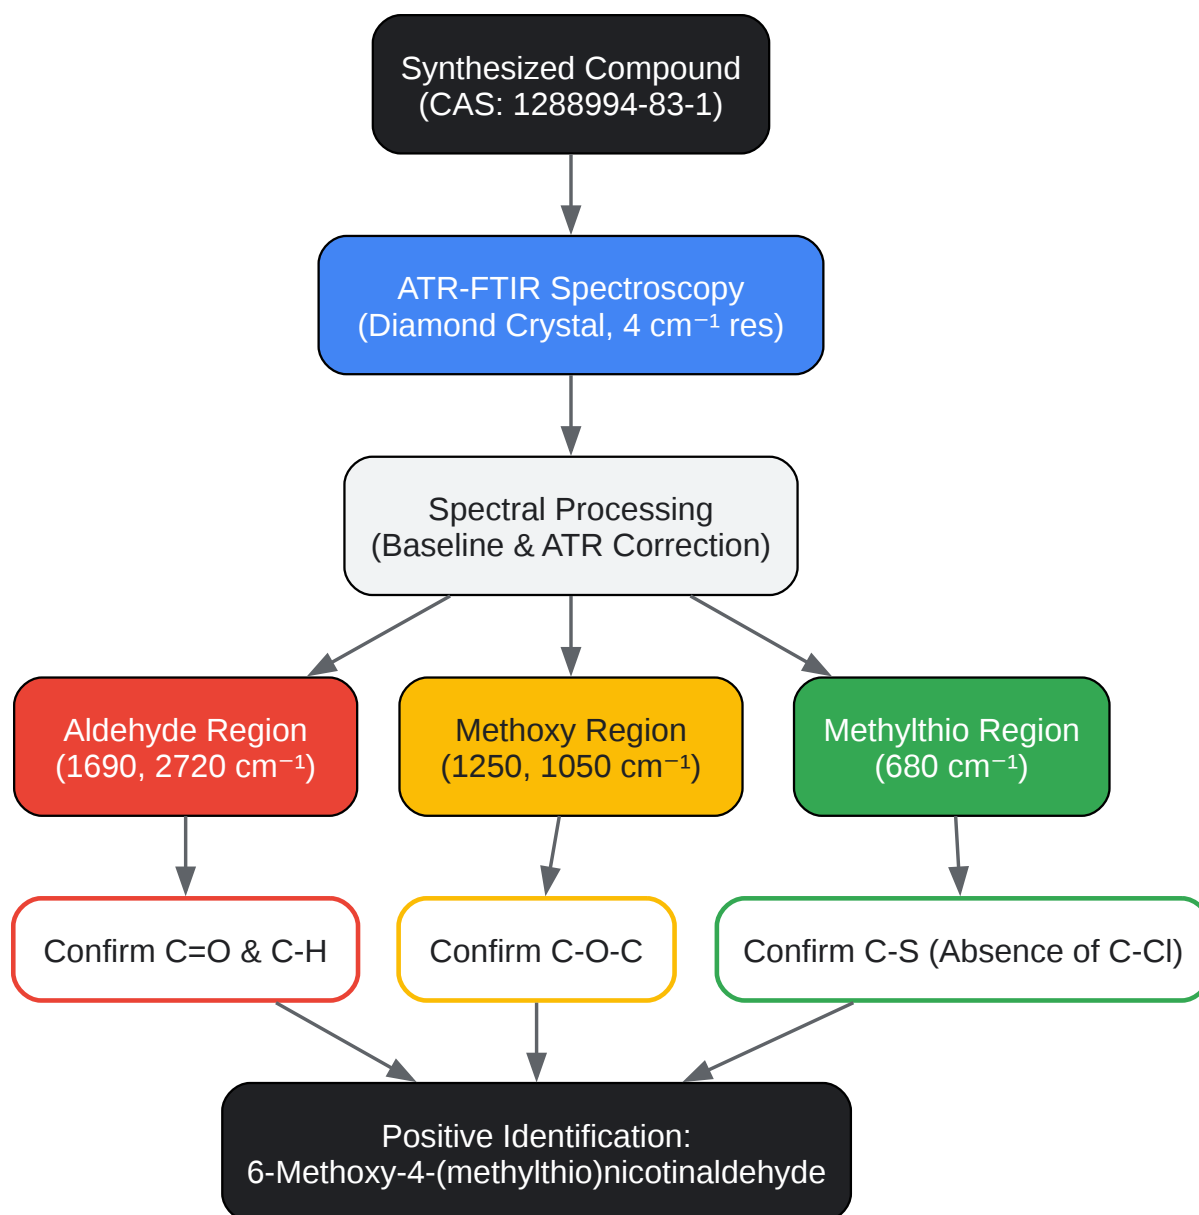 Synthesized Compound
(CAS: 1288994-83-1)
ATR-FTIR Spectroscopy
(Diamond Crystal, 4 cm⁻¹ res)
Spectral Processing
(Baseline & ATR Correction)
Aldehyde Region
(1690, 2720 cm⁻¹)
Methoxy Region
(1250, 1050 cm⁻¹)
Methylthio Region
(680 cm⁻¹)
Confirm C=O & C-H
Confirm C-O-C
Confirm C-S (Absence of C-Cl)
Positive Identification:
6-Methoxy-4-(methylthio)nicotinaldehyde